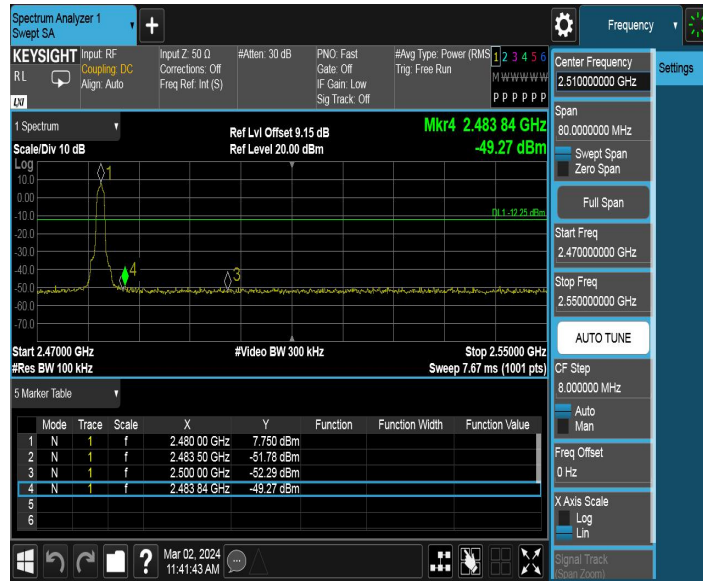 Spectrum Analyzer 1
Swept SA
+
Frequency
KEYSIGHT
RL
LXI
Input: RF
Coupling: DC
Align: Auto
Input Z: 50 Ω
Corrections: Off
Freq Ref: Int (S)
#Atten: 30 dB
PNO: Fast
Gate: Off
IF Gain: Low
Sig Track: Off
#Avg Type: Power (RMS
Trig: Free Run
1 2 3 4 5 6
M W W W W W
P P P P P P
1 Spectrum
Scale/Div 10 dB
Ref Lvl Offset 9.15 dB
Ref Level 20.00 dBm
Mkr4 2.483 84 GHz
-49.27 dBm
Log
10.0
0.00
-10.0
-20.0
-30.0
-40.0
-50.0
-60.0
-70.0
1
4
3
DL1 -12.25 dBm
Start 2.47000 GHz
#Video BW 300 kHz
Stop 2.55000 GHz
#Res BW 100 kHz
Sweep 7.67 ms (1001 pts)
5 Marker Table
Mode Trace Scale X Y Function Function Width Function Value
1 N 1 f 2.480 00 GHz 7.750 dBm
2 N 1 f 2.483 50 GHz -51.78 dBm
3 N 1 f 2.500 00 GHz -52.29 dBm
4 N 1 f 2.483 84 GHz -49.27 dBm
5
6
?
Mar 02, 2024
11:41:43 AM
Center Frequency
2.510000000 GHz
Settings
Span
80.0000000 MHz
Swept Span
Zero Span
Full Span
Start Freq
2.470000000 GHz
Stop Freq
2.550000000 GHz
AUTO TUNE
CF Step
8.000000 MHz
Auto
Man
Freq Offset
0 Hz
X Axis Scale
Log
Lin
Signal Track
(Span Zoom)